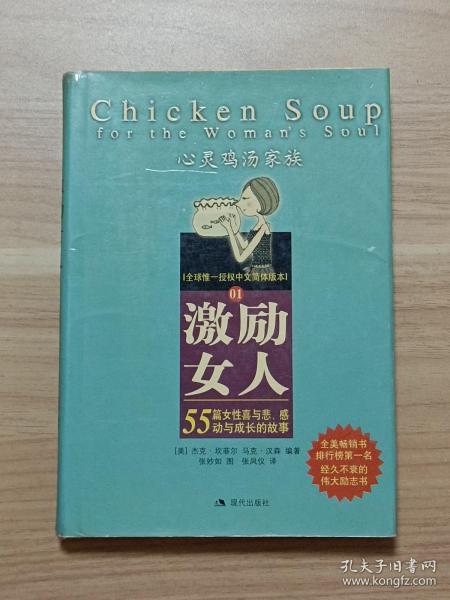 Chicken Soup
for the Woman's Soul
心灵鸡汤家族
全球惟一授权中文简体版本
01
激励
女人
55篇女性喜与悲、感
动与成长的故事
[美] 杰克·坎菲尔 马克·汉森 编著
张妙如 图 张凤仪 译
全美畅销书
排行榜第一名
经久不衰的
伟大励志书
现代出版社
孔夫子旧书网
www.kongfz.com